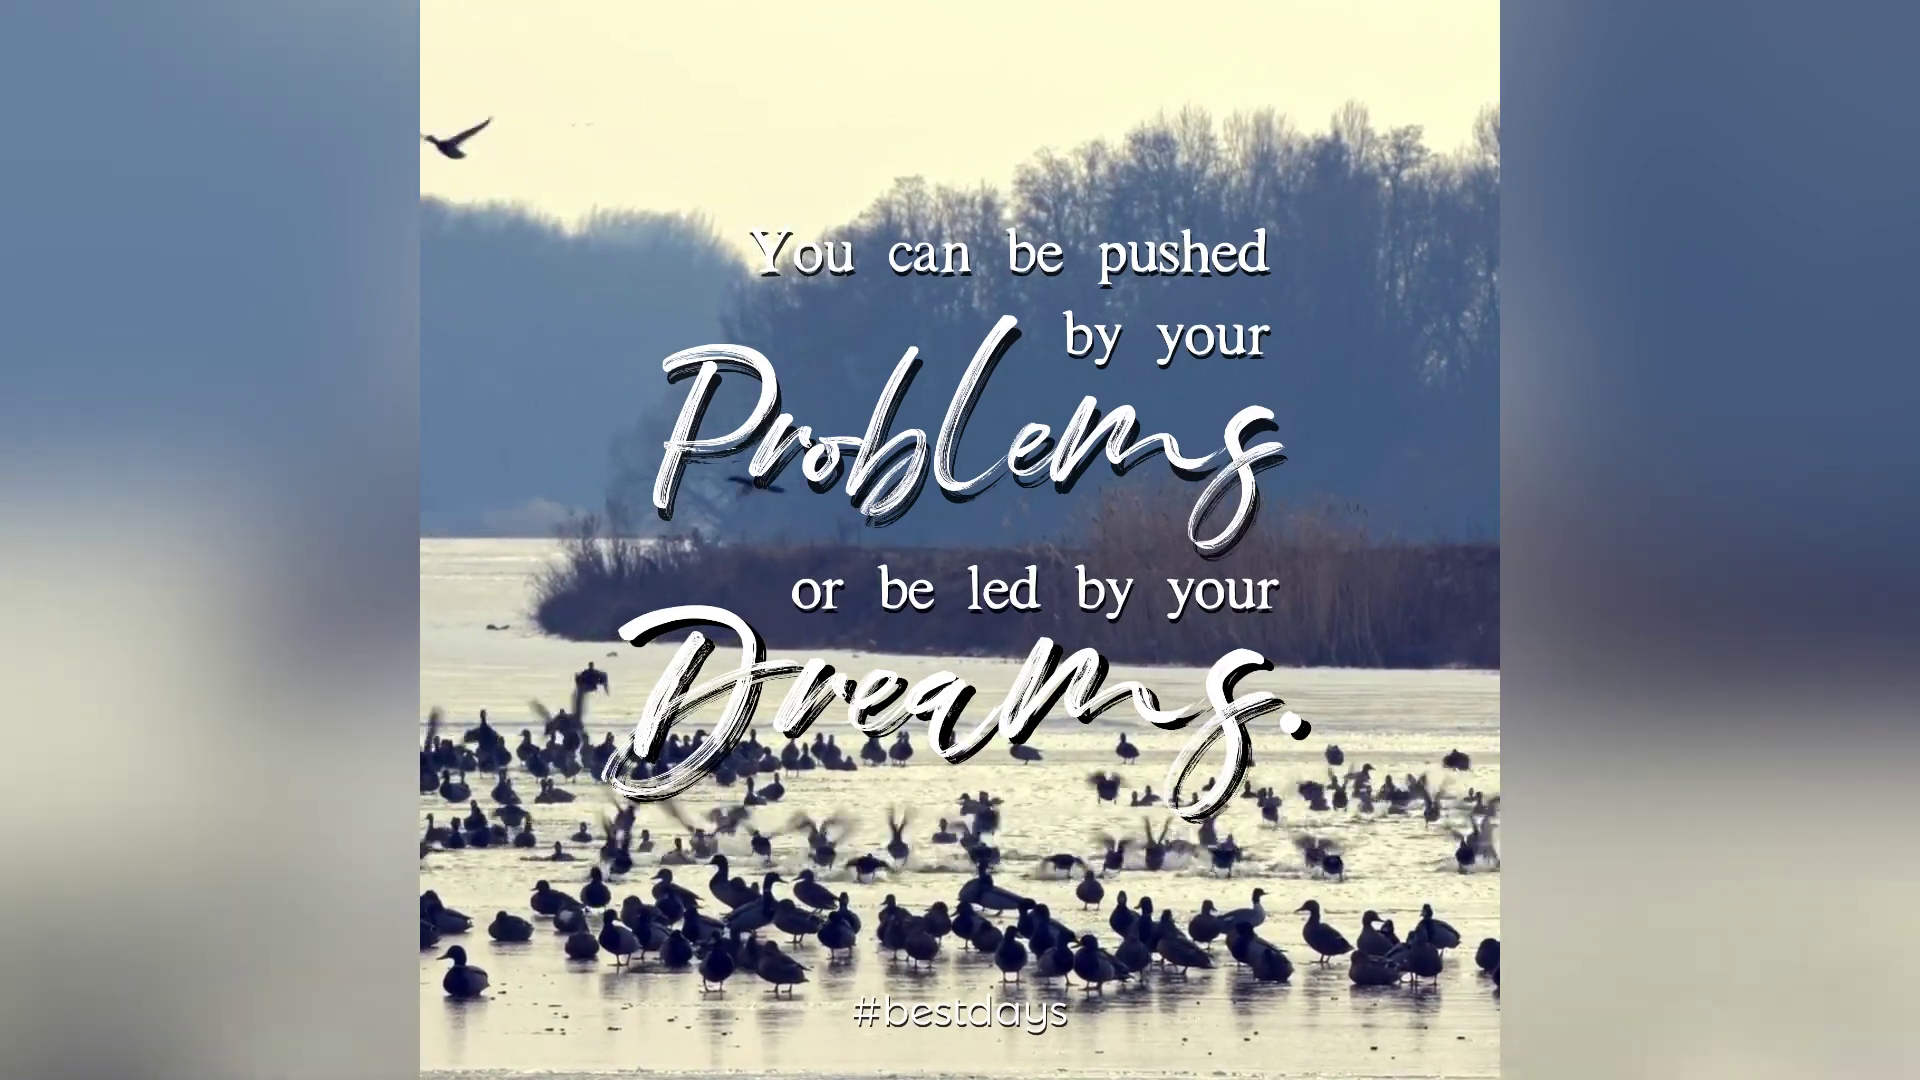 You can be pushed
by your
Problems
or be led by your
Dreams.
#bestdays